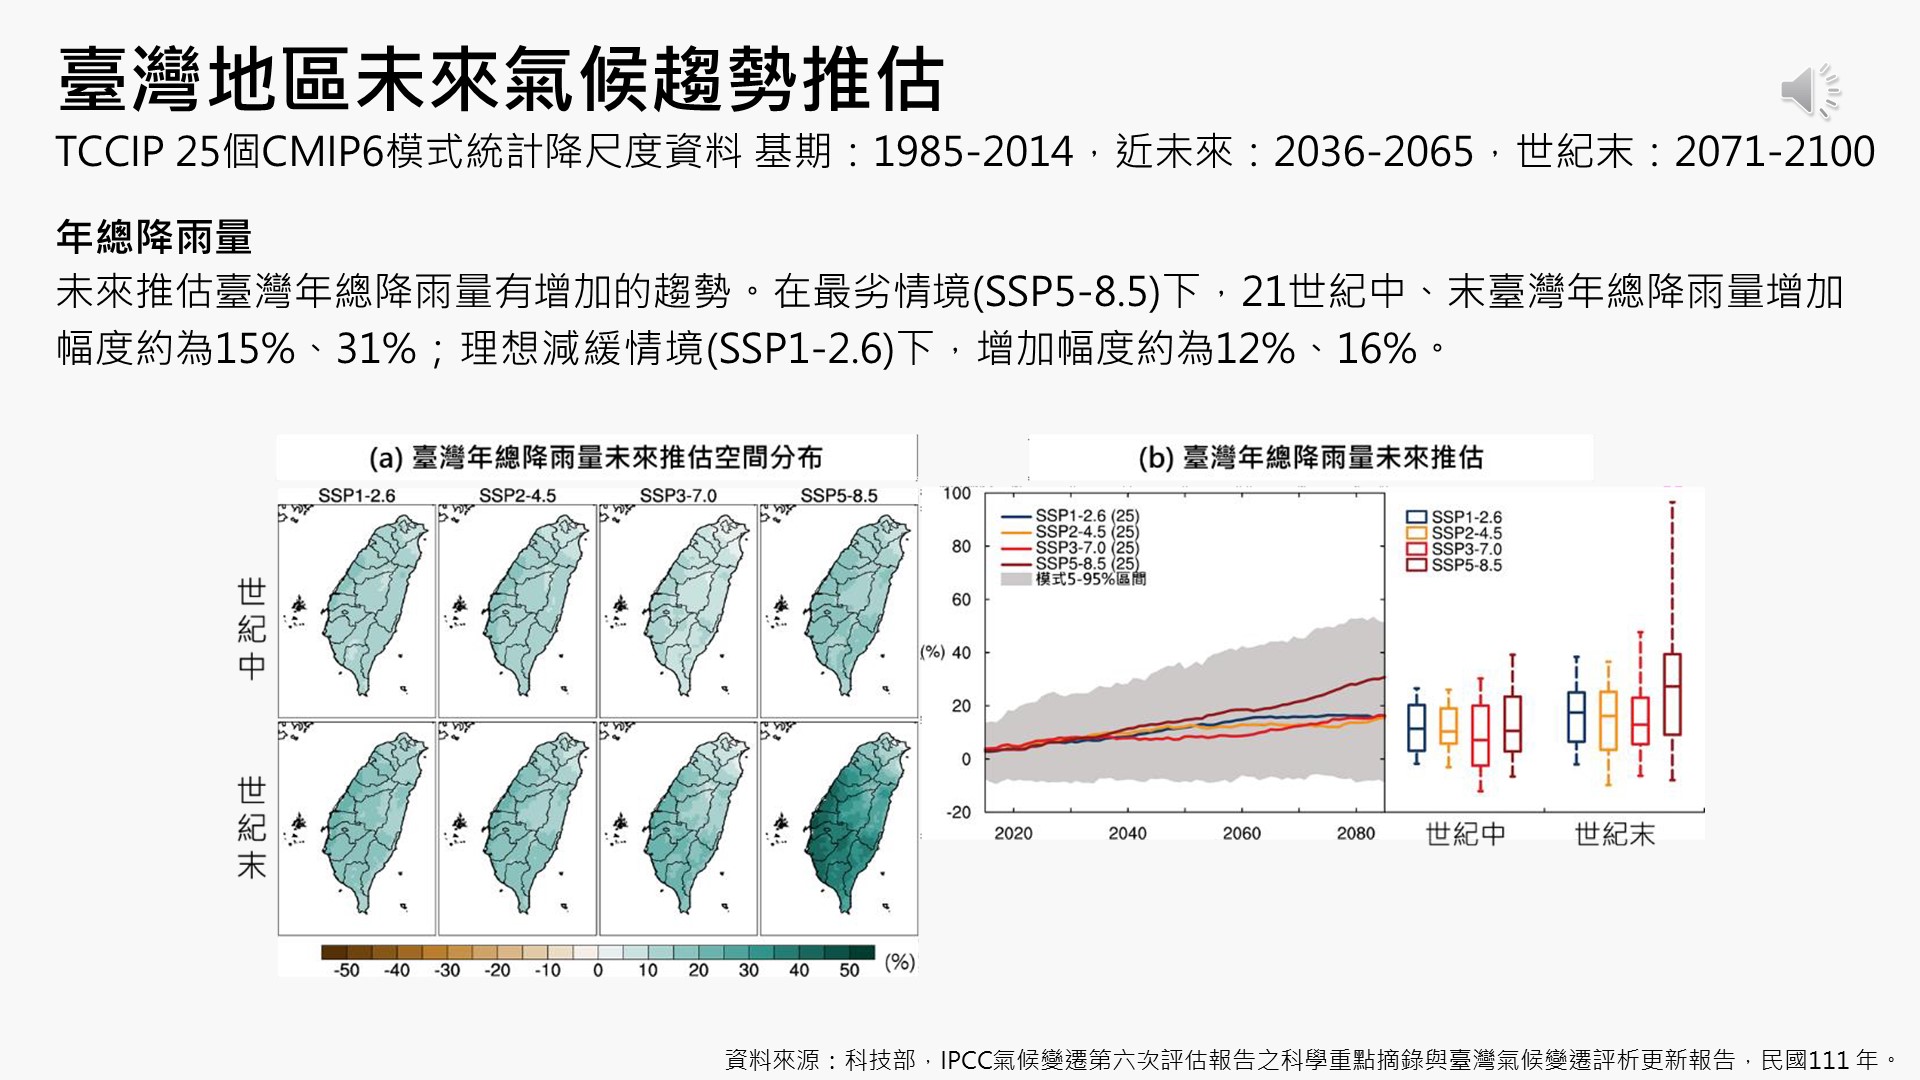 臺灣地區未來氣候趨勢推估
TCCIP 25個CMIP6模式統計降尺度資料 基期：1985-2014，近未來：2036-2065，世紀末：2071-2100
年總降雨量
未來推估臺灣年總降雨量有增加的趨勢。在最劣情境(SSP5-8.5)下，21世紀中、末臺灣年總降雨量增加
幅度約為15%、31%；理想減緩情境(SSP1-2.6)下，增加幅度約為12%、16%。
(a) 臺灣年總降雨量未來推估空間分布
SSP1-2.6 SSP2-4.5 SSP3-7.0 SSP5-8.5
世紀中
世紀末
-50 -40 -30 -20 -10 0 10 20 30 40 50 (%)
(b) 臺灣年總降雨量未來推估
100
80
60
(%) 40
20
0
-20
SSP1-2.6 (25)
SSP2-4.5 (25)
SSP3-7.0 (25)
SSP5-8.5 (25)
模式5-95%區間
SSP1-2.6
SSP2-4.5
SSP3-7.0
SSP5-8.5
2020 2040 2060 2080 世紀中 世紀末
資料來源：科技部，IPCC氣候變遷第六次評估報告之科學重點摘錄與臺灣氣候變遷評析更新報告，民國111 年。